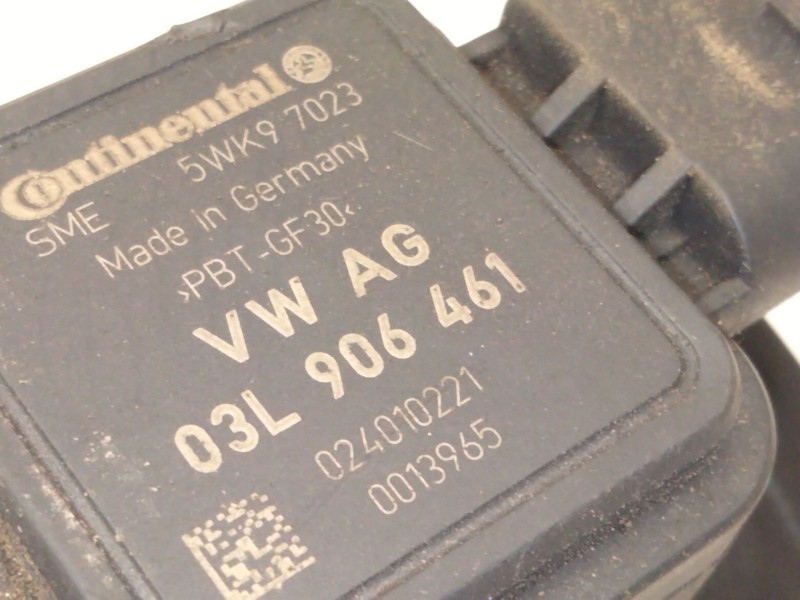 Continental
SME 5WK9 7023
Made in Germany
›PBT-GF30‹
VW AG
03L 906 461
024010221
0013965